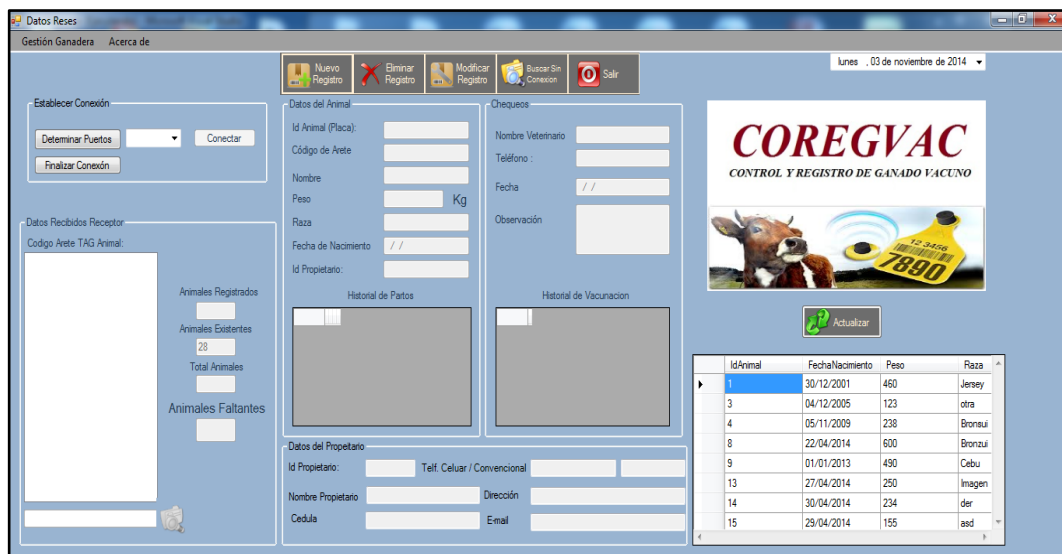 Datos Reses
Gestión Ganadera Acerca de
Nuevo Registro
Eliminar Registro
Modificar Registro
Buscar Sin Conexion
Salir
lunes , 03 de noviembre de 2014
Establecer Conexión
Determinar Puertos
Conectar
Finalizar Conexión
Datos Recibidos Receptor
Codigo Arete TAG Animal:
Animales Registrados
Animales Existentes
28
Total Animales
Animales Faltantes
Datos del Animal
Id Animal (Placa):
Código de Arete
Nombre
Peso Kg
Raza
Fecha de Nacimiento / /
Id Propietario:
Historial de Partos
Chequeos
Nombre Veterinario
Teléfono :
Fecha / /
Observación
Historial de Vacunacion
Datos del Propeitario
Id Propietario: Telf. Celuar / Convencional
Nombre Propietario Dirección
Cedula E-mail
COREGVAC
CONTROL Y REGISTRO DE GANADO VACUNO
12 3456
7890
Actualizar
IdAnimal FechaNacimiento Peso Raza
1 30/12/2001 460 Jersey
3 04/12/2005 123 otra
4 05/11/2009 238 Bronsui
8 22/04/2014 600 Bronzui
9 01/01/2013 490 Cebu
13 27/04/2014 250 Imagen
14 30/04/2014 234 der
15 29/04/2014 155 asd